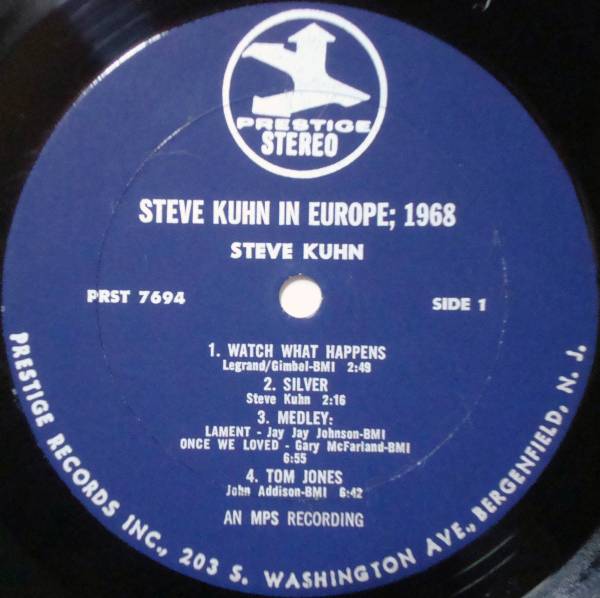 PRESTIGE
STEREO
STEVE KUHN IN EUROPE; 1968
STEVE KUHN
PRST 7694
SIDE 1
1. WATCH WHAT HAPPENS
Legrand/Gimbol-BMI 2:49
2. SILVER
Steve Kuhn 2:16
3. MEDLEY:
LAMENT - Jay Jay Johnson-BMI
ONCE WE LOVED - Gary McFarland-BMI
6:55
4. TOM JONES
John Addison-BMI 6:42
AN MPS RECORDING
PRESTIGE RECORDS INC., 203 S. WASHINGTON AVE., BERGENFIELD, N. J.